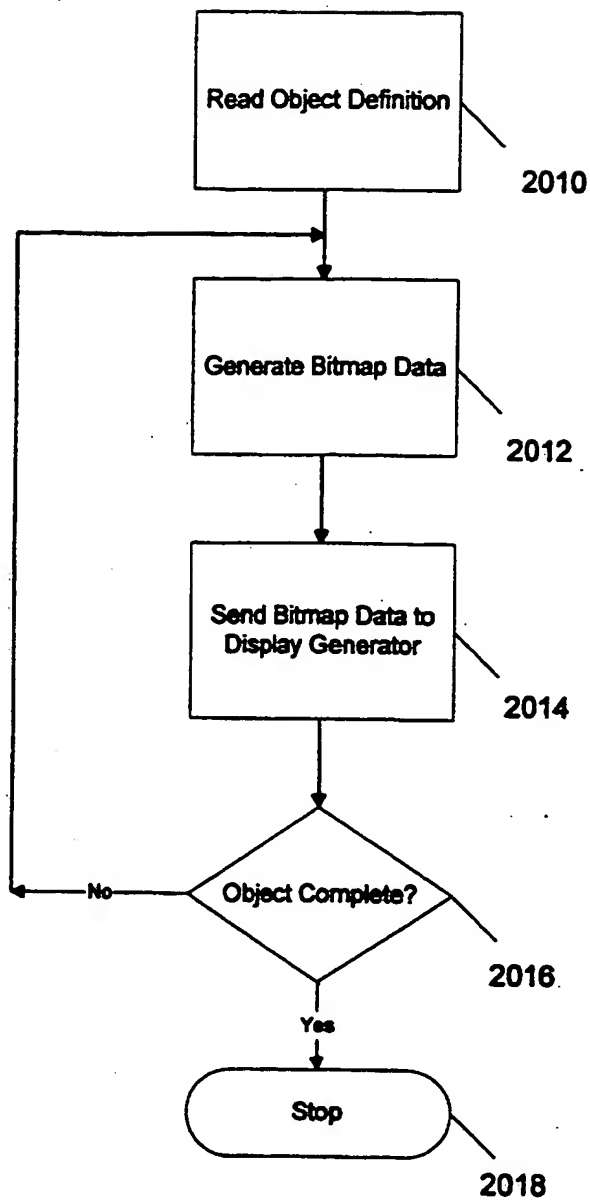 Read Object Definition
2010
Generate Bitmap Data
2012
Send Bitmap Data to
Display Generator
2014
Object Complete?
No
2016
Yes
Stop
2018